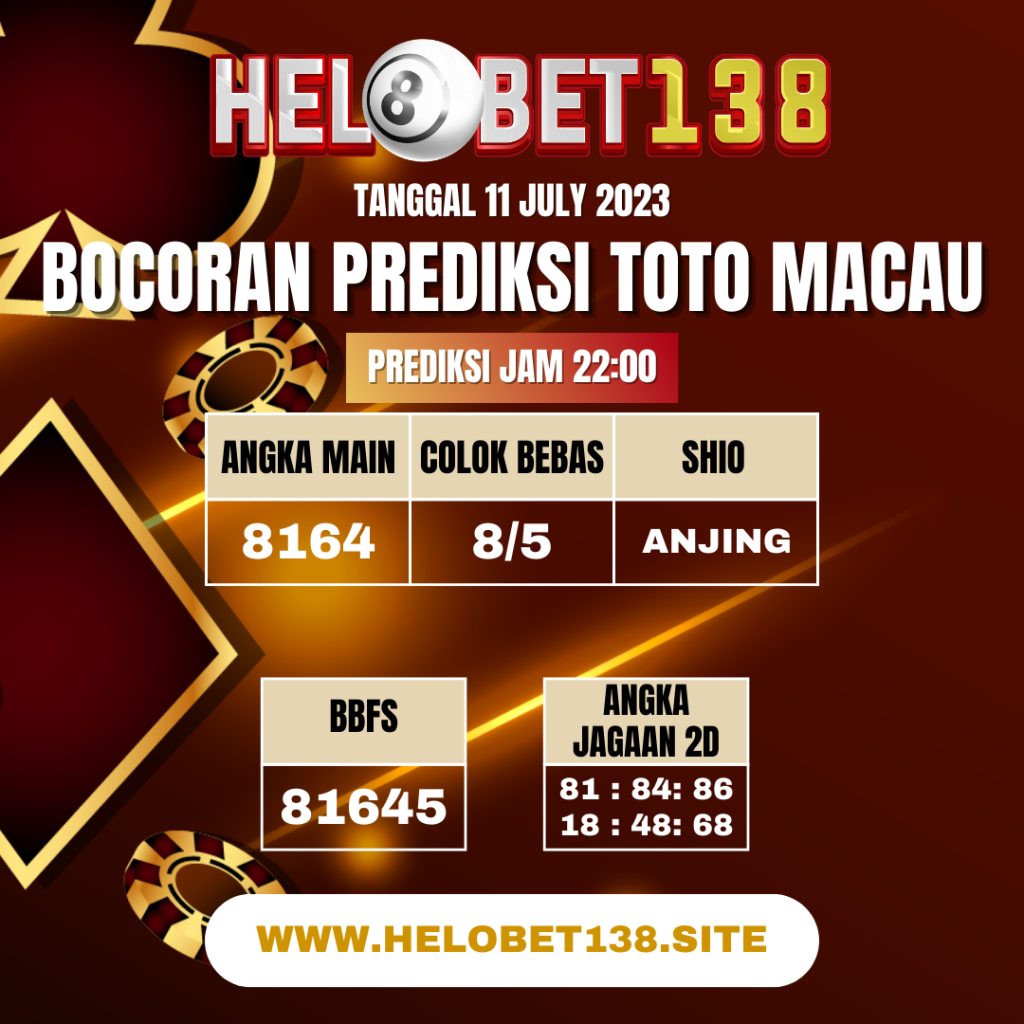 HELOBET138
TANGGAL 11 JULY 2023
BOCORAN PREDIKSI TOTO MACAU
PREDIKSI JAM 22:00
ANGKA MAIN COLOK BEBAS SHIO
8164 8/5 ANJING
BBFS
81645
ANGKA
JAGAAN 2D
81 : 84: 86
18 : 48: 68
WWW.HELOBET138.SITE